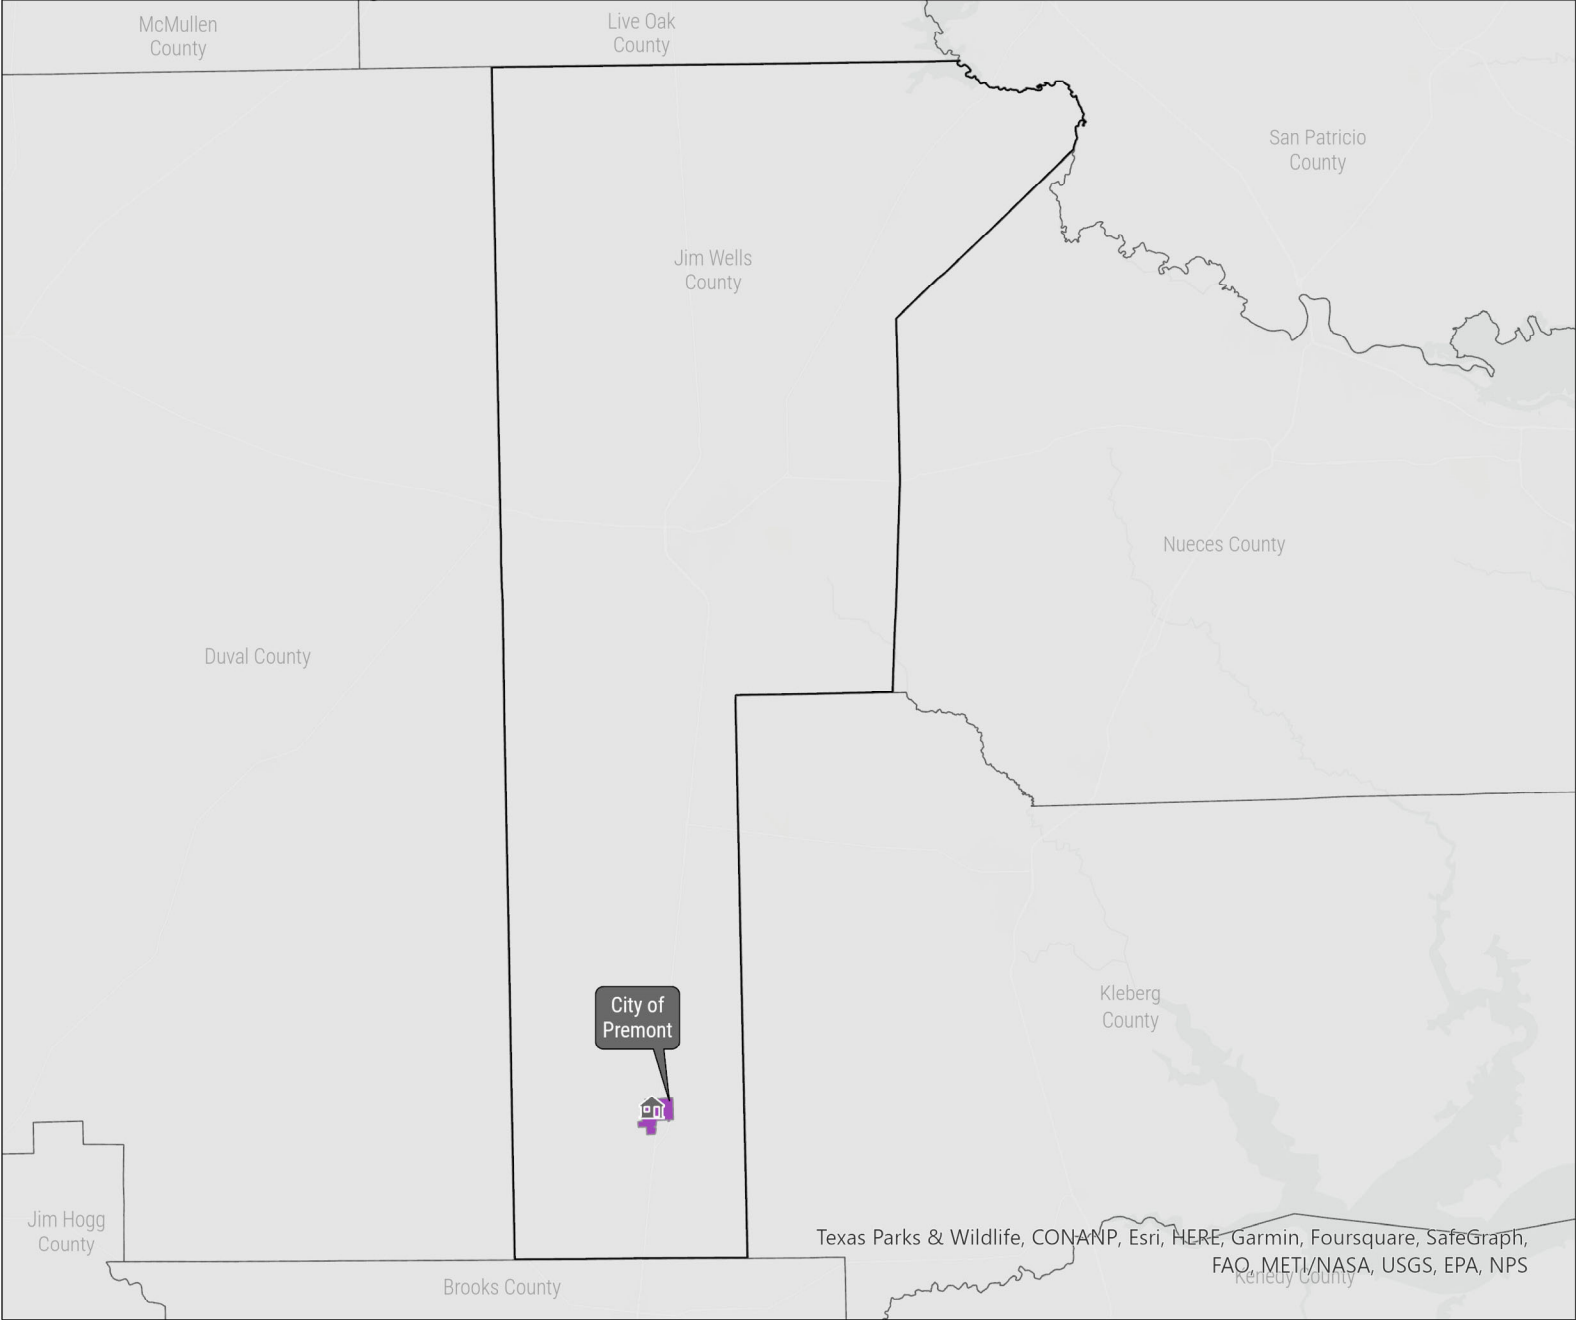 McMullen
County
Live Oak
County
San Patricio
County
Jim Wells
County
Nueces County
Duval County
City of
Premont
Kleberg
County
Jim Hogg
County
Texas Parks & Wildlife, CONANP, Esri, HERE, Garmin, Foursquare, SafeGraph,
FAO, METI/NASA, USGS, EPA, NPS
Kenedy County
Brooks County